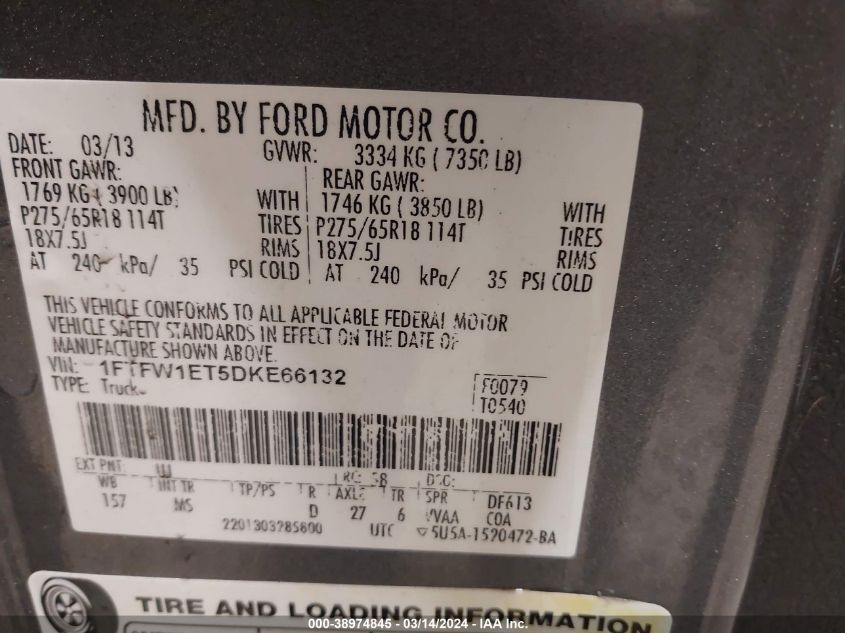 MFD. BY FORD MOTOR CO.
DATE: 03/13 GVWR: 3334 KG ( 7350 LB)
FRONT GAWR: REAR GAWR:
1769 KG ( 3900 LB) WITH 1746 KG ( 3850 LB) WITH
P275/65R18 114T TIRES P275/65R18 114T TIRES
18X7.5J RIMS 18X7.5J RIMS
AT 240 kPa/ 35 PSI COLD AT 240 kPa/ 35 PSI COLD
THIS VEHICLE CONFORMS TO ALL APPLICABLE FEDERAL MOTOR
VEHICLE SAFETY STANDARDS IN EFFECT ON THE DATE OF
MANUFACTURE SHOWN ABOVE.
VIN: 1FTFW1ET5DKE66132 F0079
TYPE: Truck T0540
EXT PNT: RC: 58 DSO:
WB INT TR TP/PS R AXLE TR SPR DF613
157 MS D 27 6 VVAA COA
2201303285800 UTC 5U5A-1520472-BA
TIRE AND LOADING INFORMATION
000-38974845 - 03/14/2024 - IAA Inc.